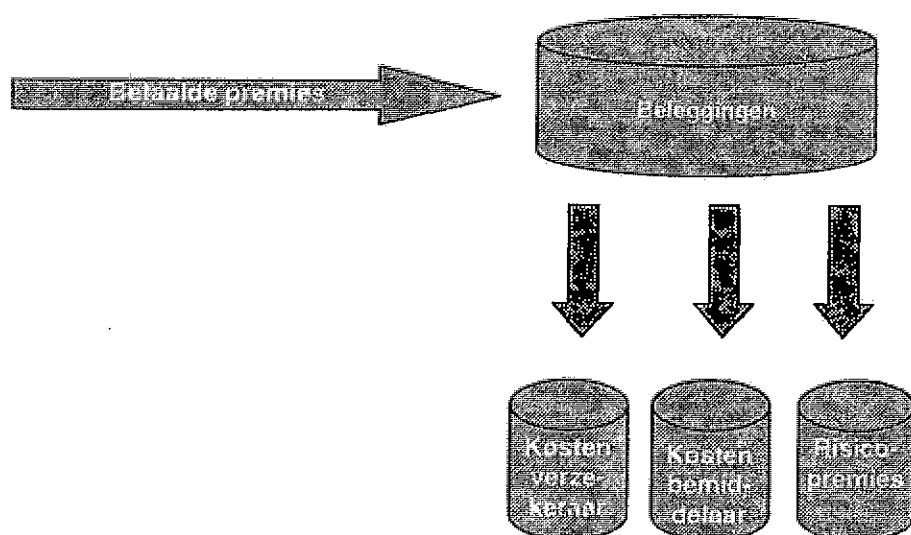 Betaalde premies
Beleggingen
Kosten
verze-
keraar
Kosten
bemid-
delaar
Risico-
premies